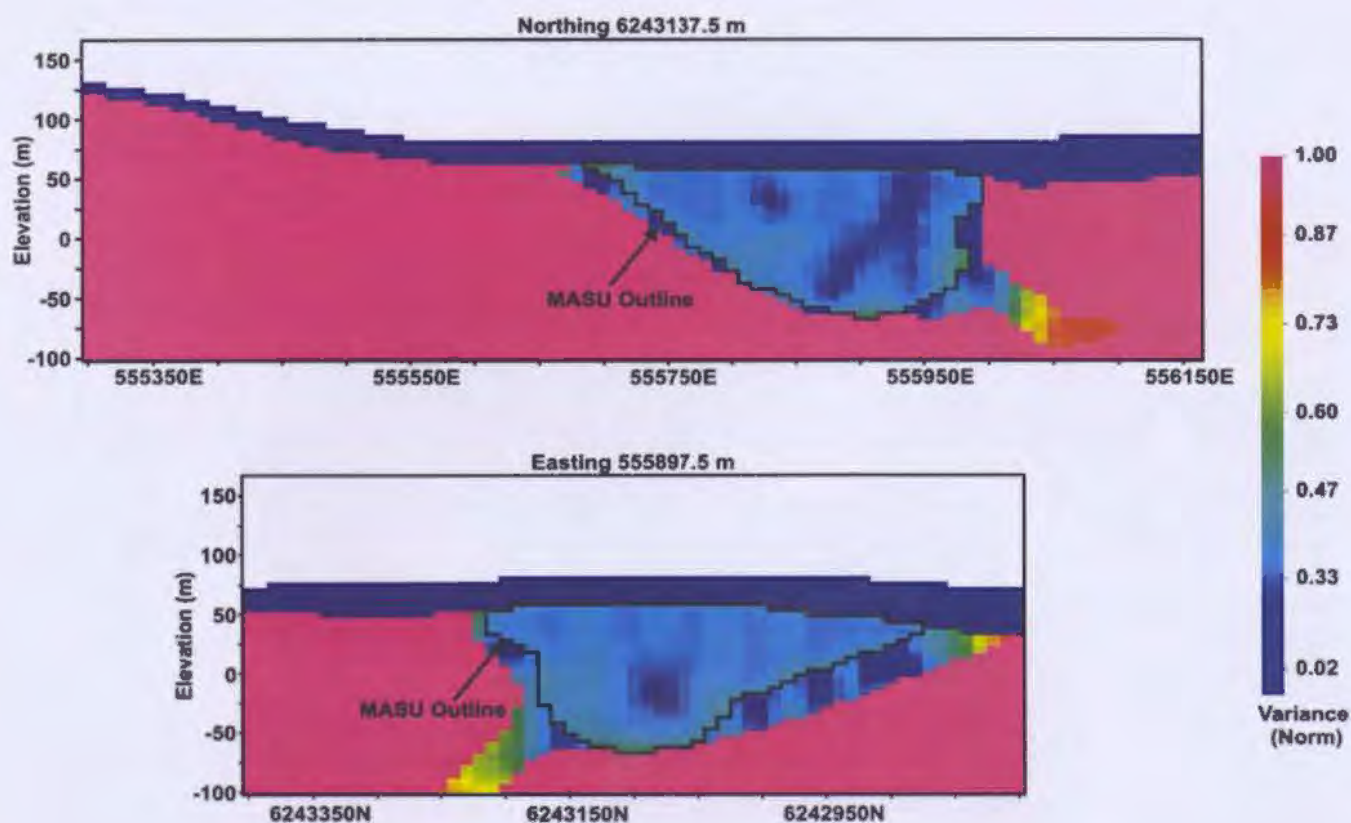 Northing 6243137.5 m
150
100
50
0
-50
-100
Elevation (m)
MASU Outline
555350E 555550E 555750E 555950E 556150E
Easting 555897.5 m
150
100
50
0
-50
-100
Elevation (m)
MASU Outline
6243350N 6243150N 6242950N
1.00
0.87
0.73
0.60
0.47
0.33
0.02
Variance
(Norm)